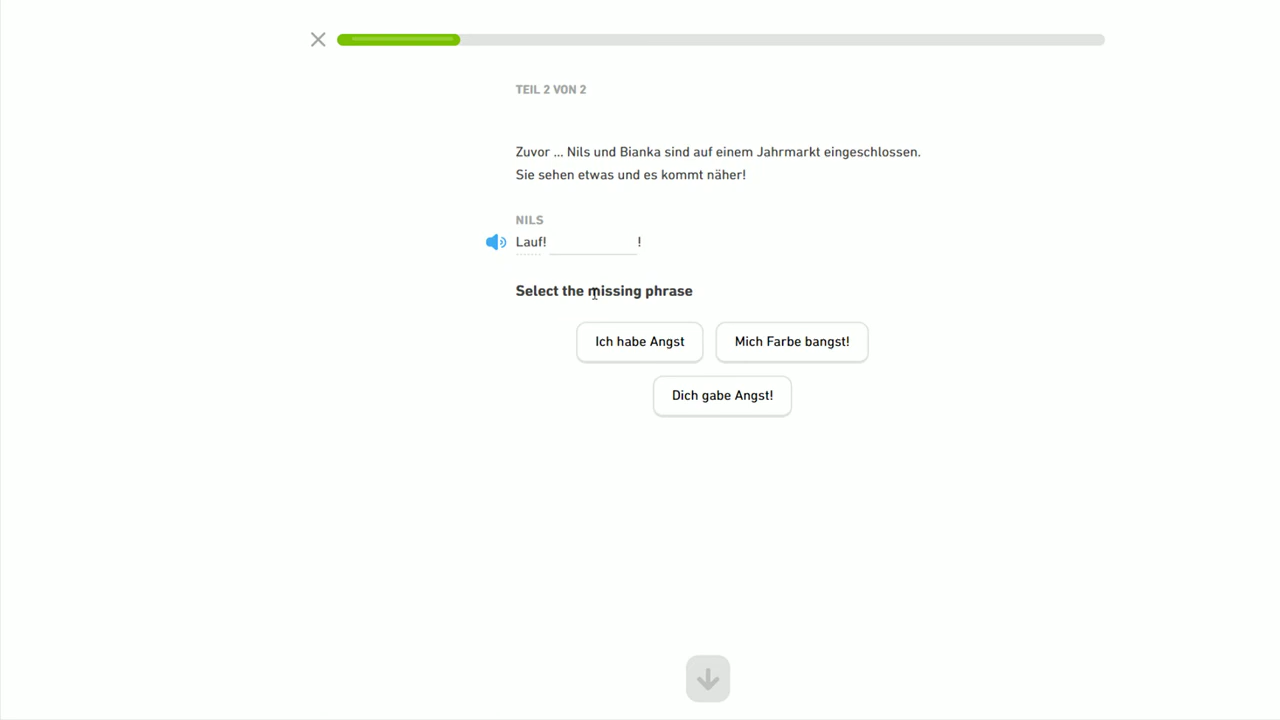 TEIL 2 VON 2
Zuvor ... Nils und Bianka sind auf einem Jahrmarkt eingeschlossen.
Sie sehen etwas und es kommt näher!
NILS
Lauf! !
Select the missing phrase
Ich habe Angst
Mich Farbe bangst!
Dich gabe Angst!